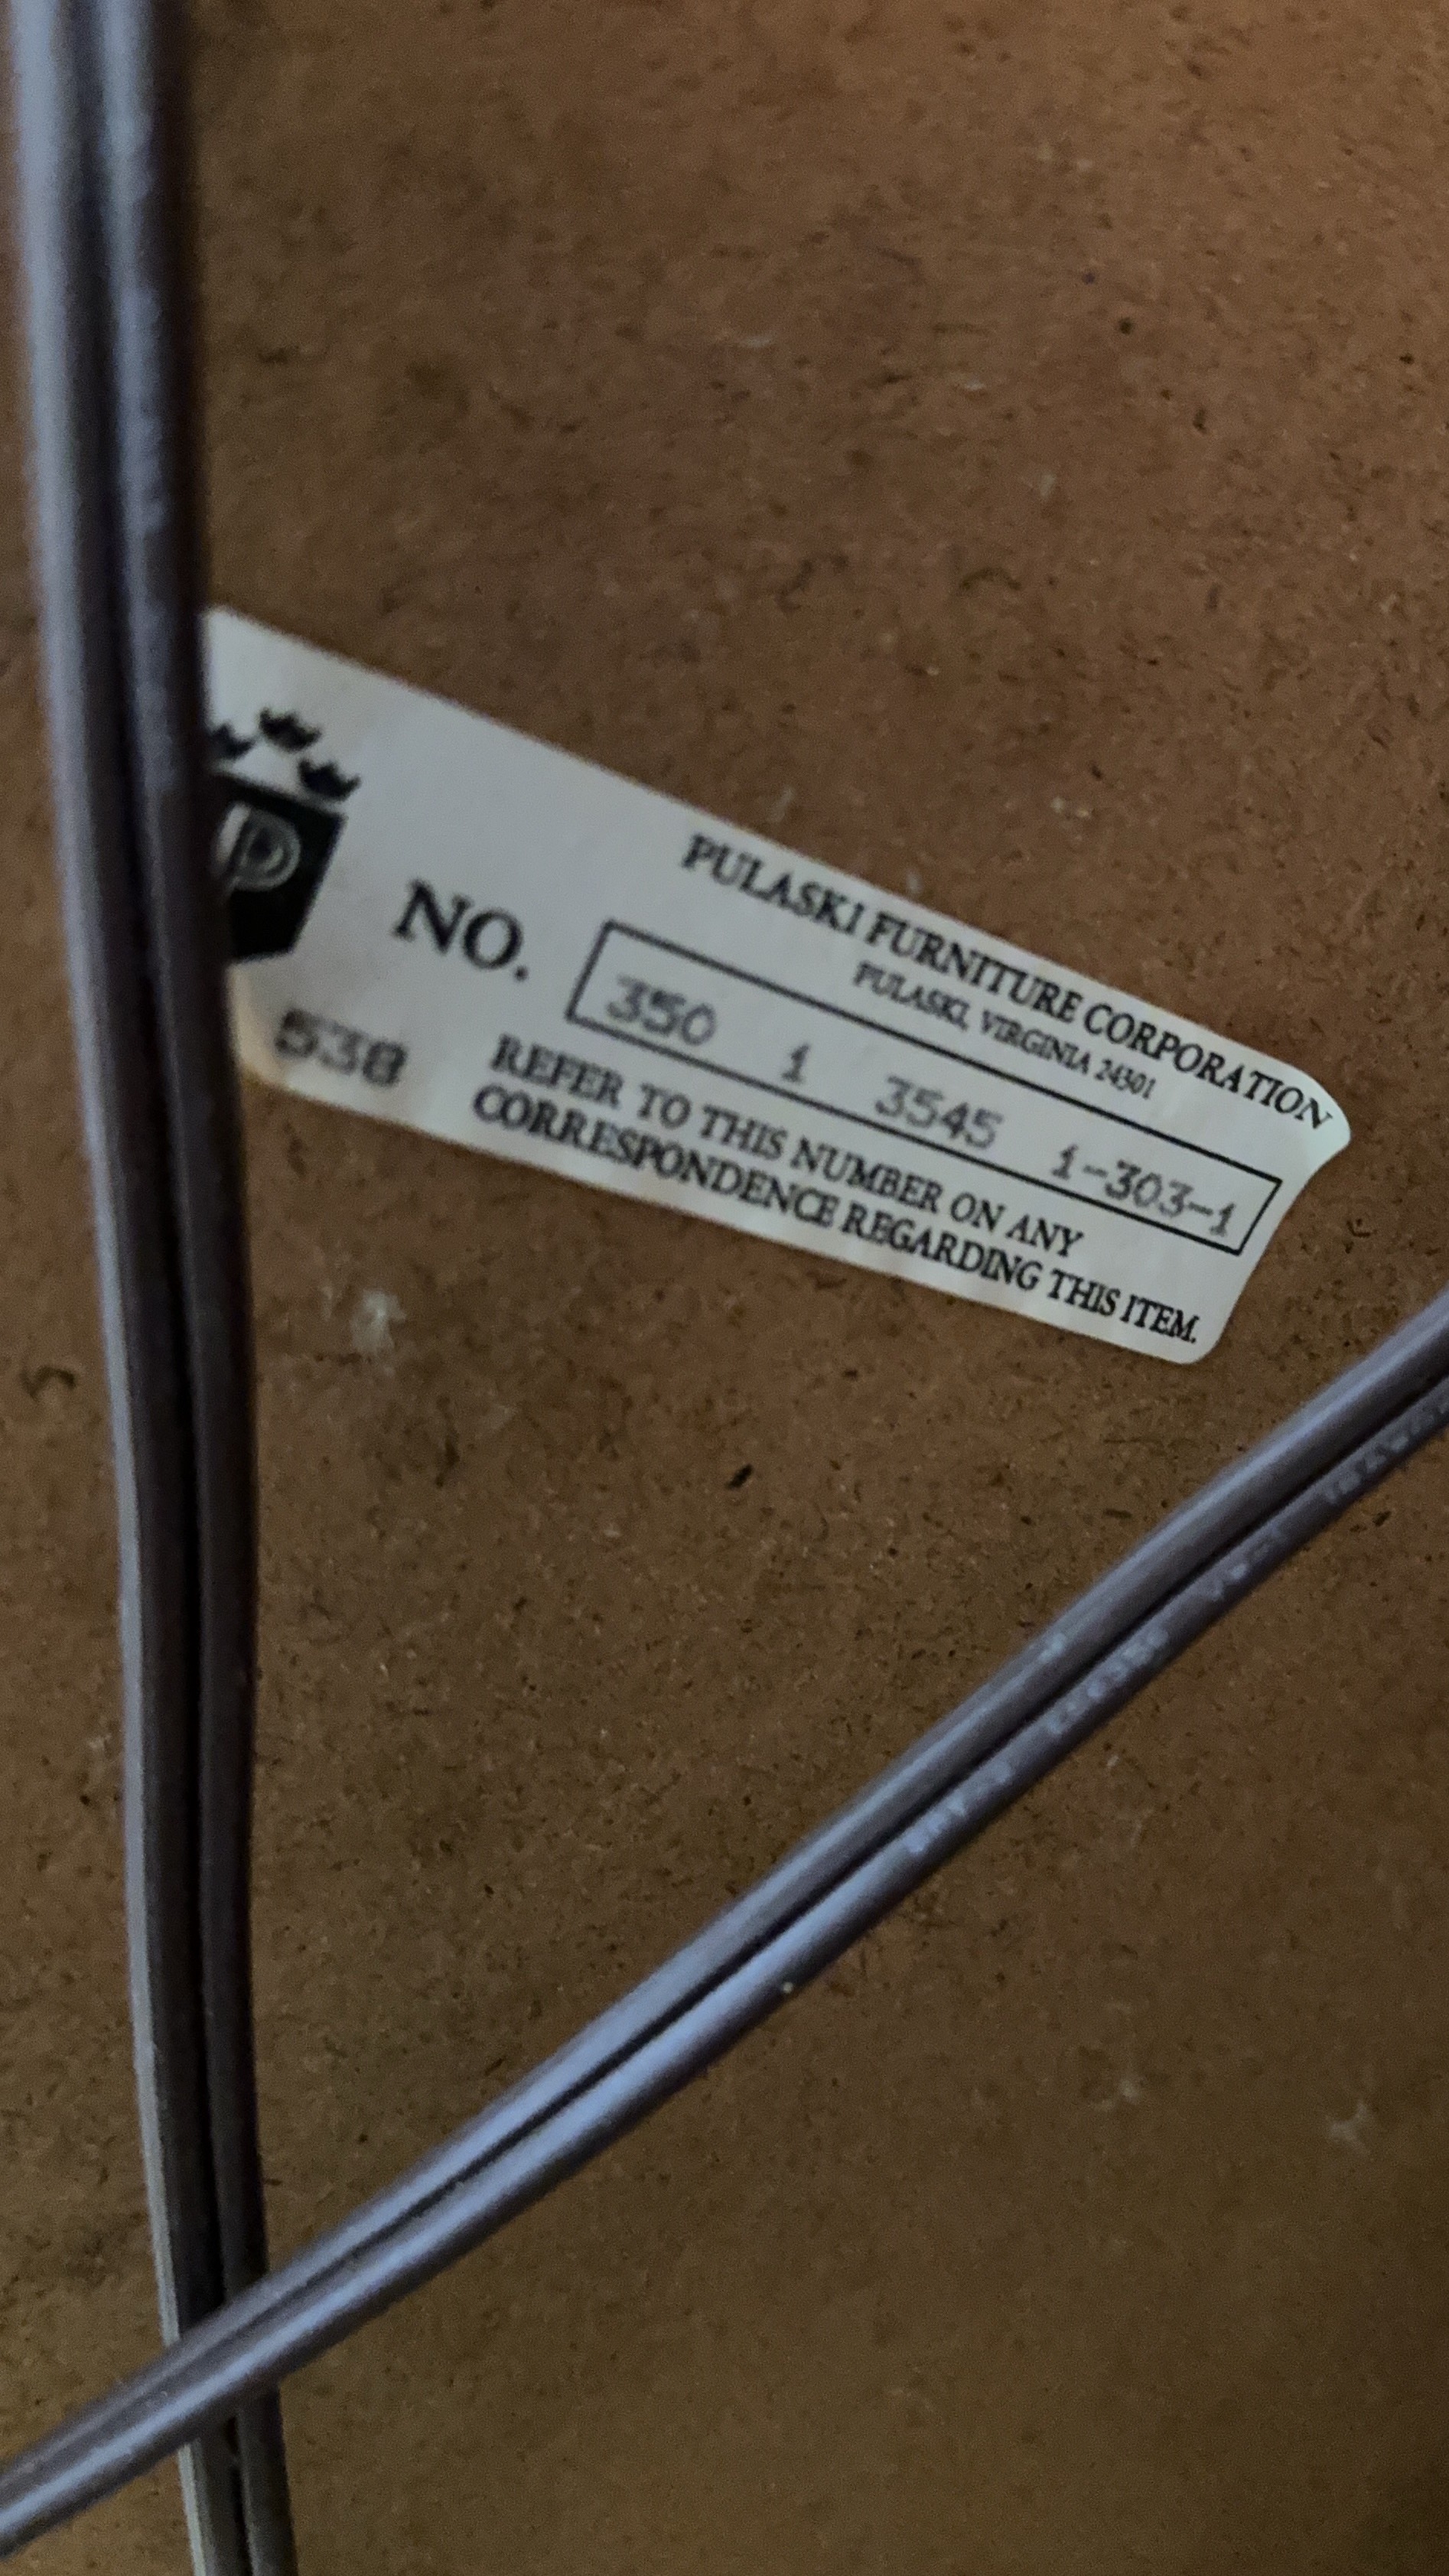 P
PULASKI FURNITURE CORPORATION
PULASKI, VIRGINIA 24301
NO. 350 1 3545 1-303-1
538 REFER TO THIS NUMBER ON ANY
CORRESPONDENCE REGARDING THIS ITEM.